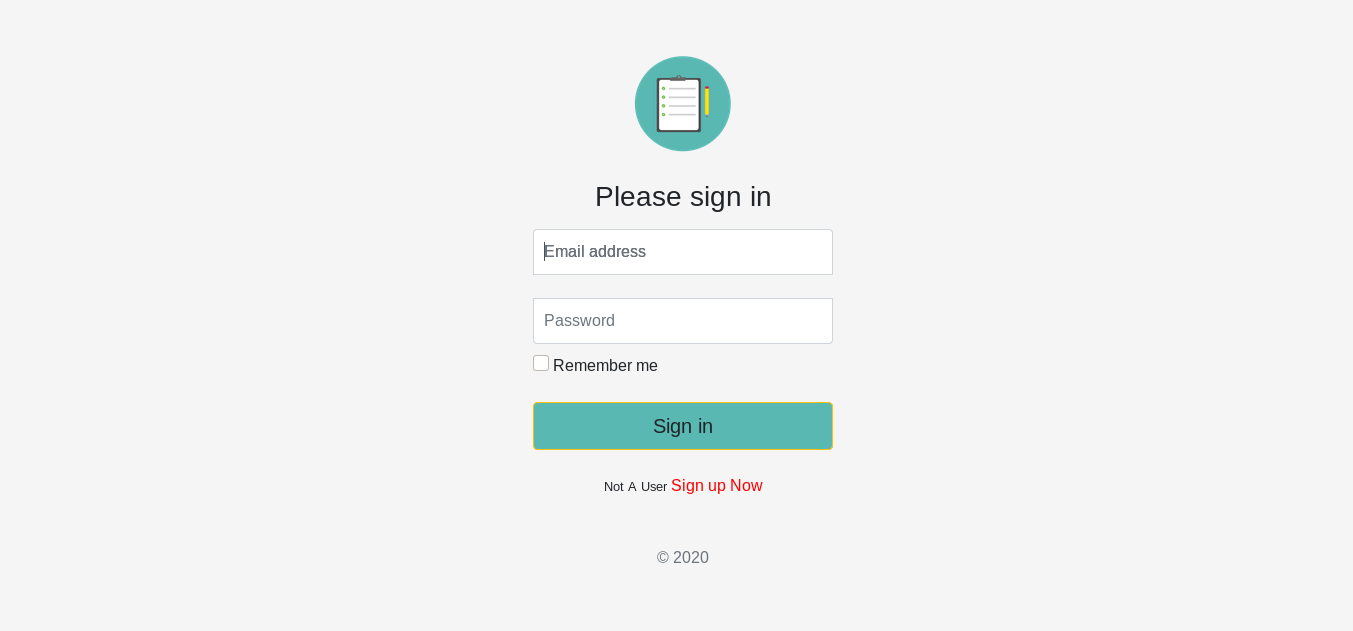 Please sign in
Email address
Password
Remember me
Sign in
Not A User Sign up Now
© 2020